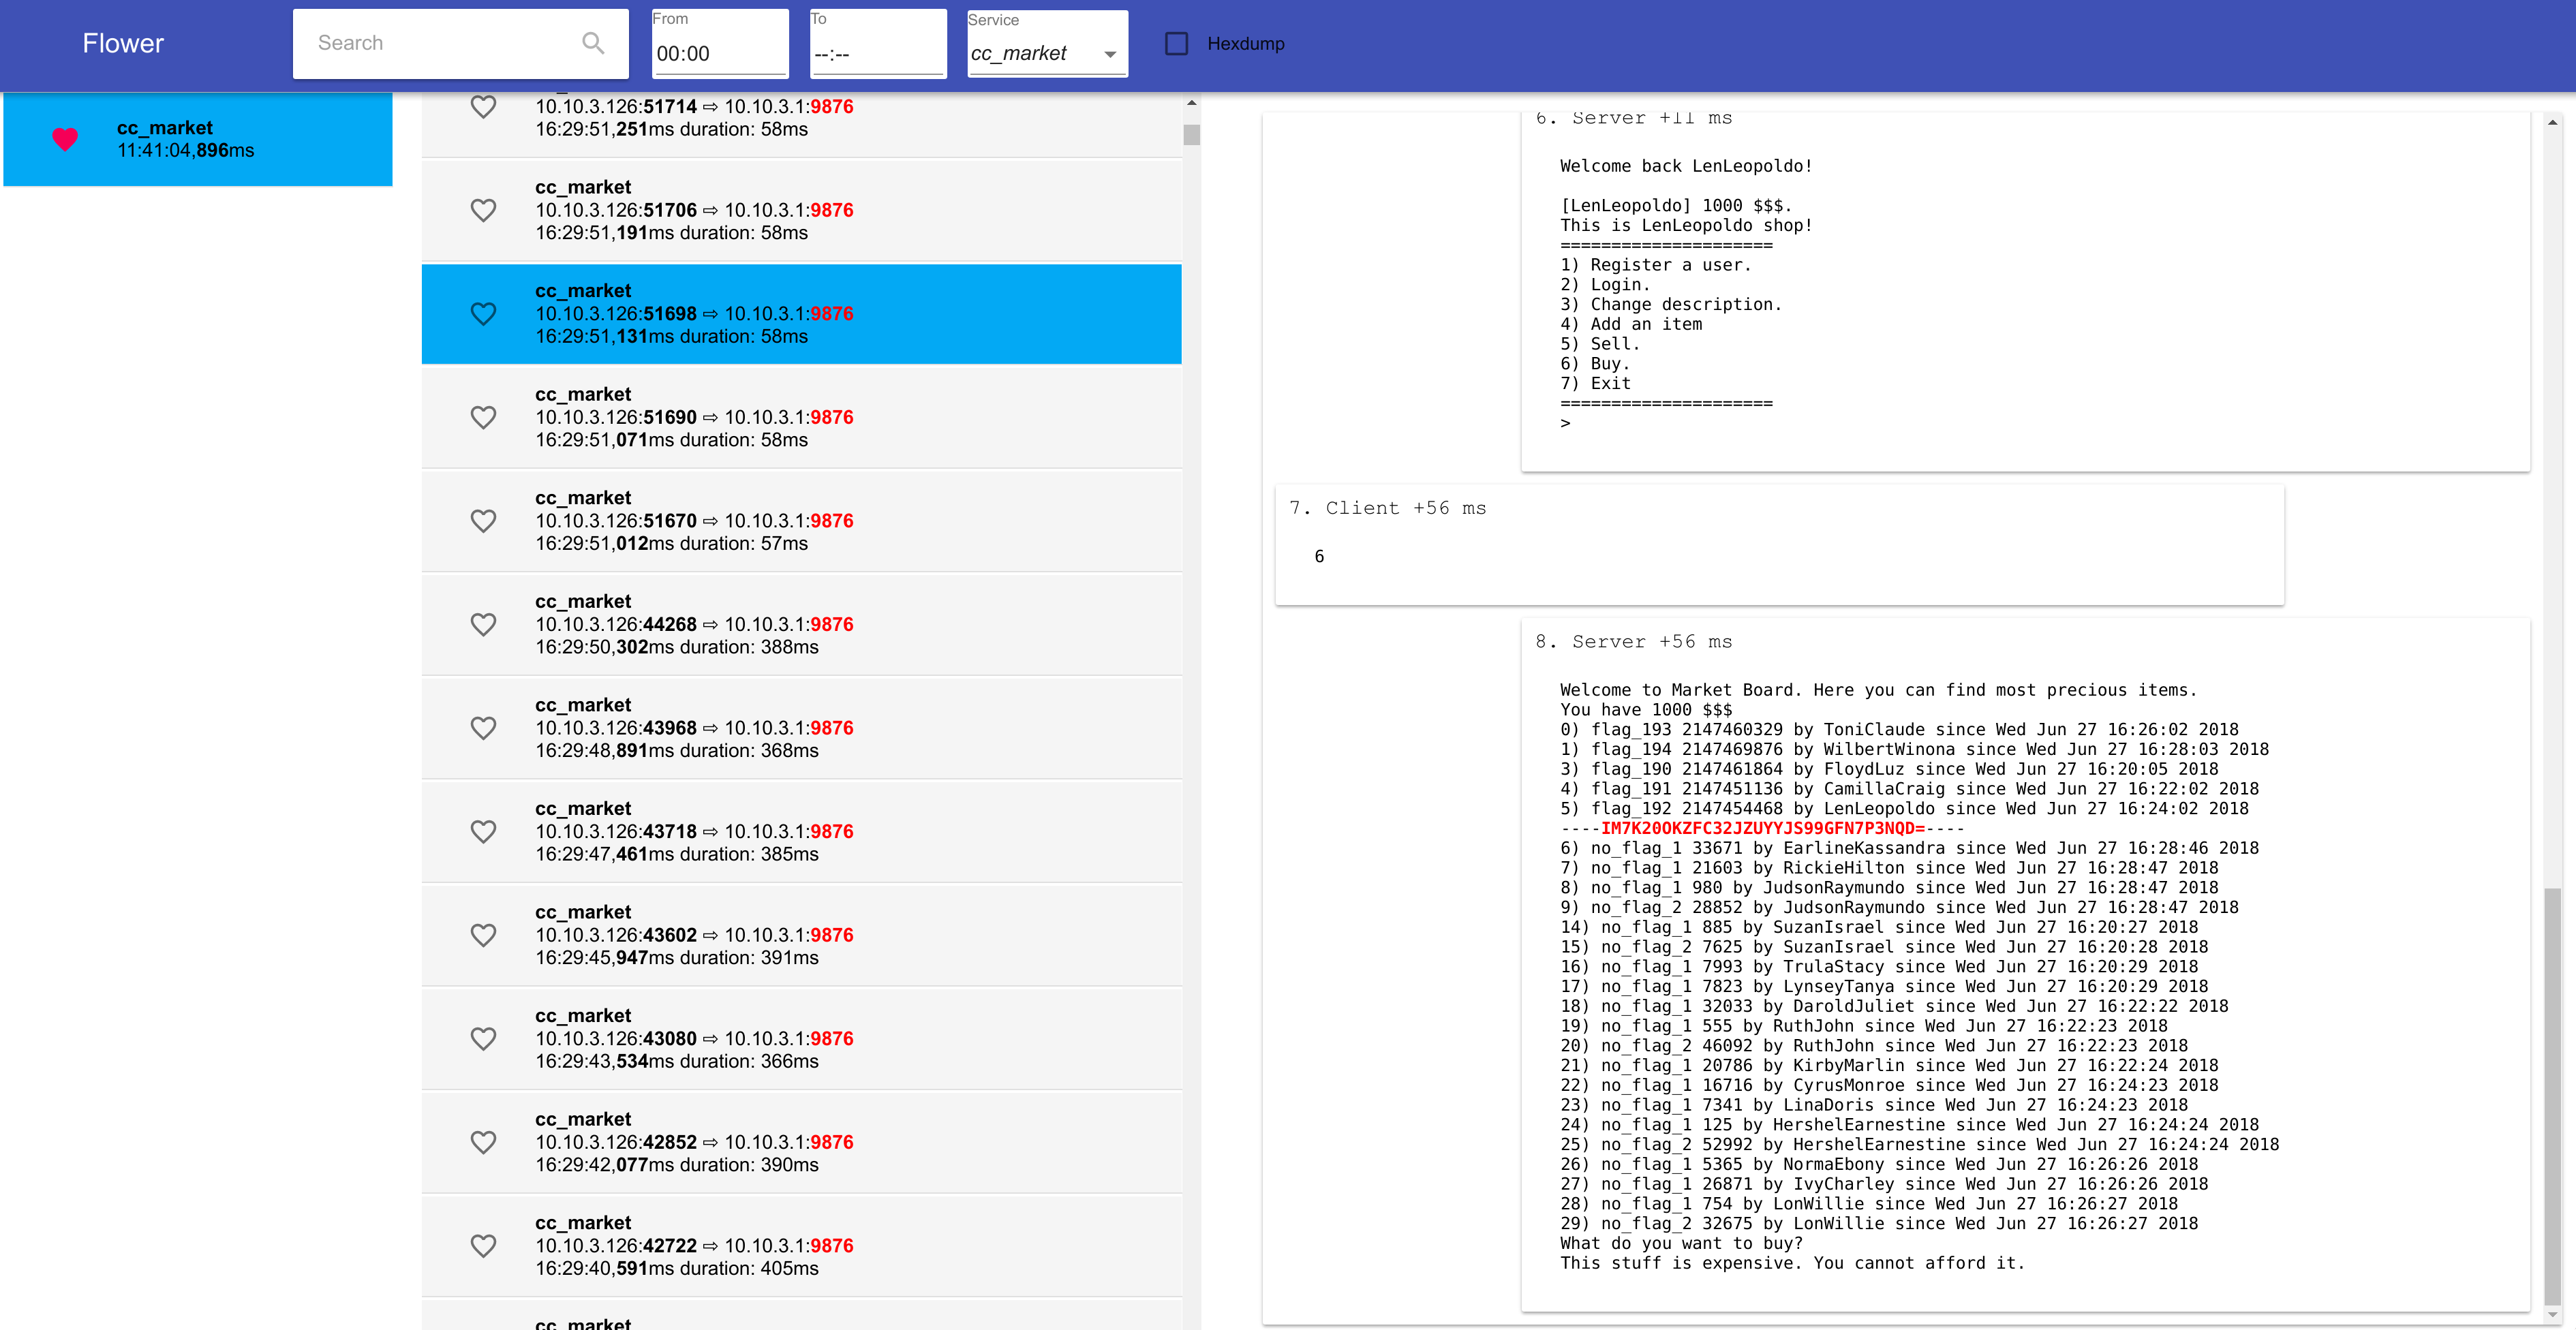 Flower
Search
From
00:00
To
--:--
Service
cc_market
Hexdump
cc_market
11:41:04,896ms
10.10.3.126:51714 ⇨ 10.10.3.1:9876
16:29:51,251ms duration: 58ms
cc_market
10.10.3.126:51706 ⇨ 10.10.3.1:9876
16:29:51,191ms duration: 58ms
cc_market
10.10.3.126:51698 ⇨ 10.10.3.1:9876
16:29:51,131ms duration: 58ms
cc_market
10.10.3.126:51690 ⇨ 10.10.3.1:9876
16:29:51,071ms duration: 58ms
cc_market
10.10.3.126:51670 ⇨ 10.10.3.1:9876
16:29:51,012ms duration: 57ms
cc_market
10.10.3.126:44268 ⇨ 10.10.3.1:9876
16:29:50,302ms duration: 388ms
cc_market
10.10.3.126:43968 ⇨ 10.10.3.1:9876
16:29:48,891ms duration: 368ms
cc_market
10.10.3.126:43718 ⇨ 10.10.3.1:9876
16:29:47,461ms duration: 385ms
cc_market
10.10.3.126:43602 ⇨ 10.10.3.1:9876
16:29:45,947ms duration: 391ms
cc_market
10.10.3.126:43080 ⇨ 10.10.3.1:9876
16:29:43,534ms duration: 366ms
cc_market
10.10.3.126:42852 ⇨ 10.10.3.1:9876
16:29:42,077ms duration: 390ms
cc_market
10.10.3.126:42722 ⇨ 10.10.3.1:9876
16:29:40,591ms duration: 405ms
cc_market
6. Server +11 ms
Welcome back LenLeopoldo!
[LenLeopoldo] 1000 $$$.
This is LenLeopoldo shop!
=====================
1) Register a user.
2) Login.
3) Change description.
4) Add an item
5) Sell.
6) Buy.
7) Exit
=====================
>
7. Client +56 ms
6
8. Server +56 ms
Welcome to Market Board. Here you can find most precious items.
You have 1000 $$$
0) flag_193 2147460329 by ToniClaude since Wed Jun 27 16:26:02 2018
1) flag_194 2147469876 by WilbertWinona since Wed Jun 27 16:28:03 2018
3) flag_190 2147461864 by FloydLuz since Wed Jun 27 16:20:05 2018
4) flag_191 2147451136 by CamillaCraig since Wed Jun 27 16:22:02 2018
5) flag_192 2147454468 by LenLeopoldo since Wed Jun 27 16:24:02 2018
----IM7K20OKZFC32JZUYYJS99GFN7P3NQD=----
6) no_flag_1 33671 by EarlineKassandra since Wed Jun 27 16:28:46 2018
7) no_flag_1 21603 by RickieHilton since Wed Jun 27 16:28:47 2018
8) no_flag_1 980 by JudsonRaymundo since Wed Jun 27 16:28:47 2018
9) no_flag_2 28852 by JudsonRaymundo since Wed Jun 27 16:28:47 2018
14) no_flag_1 885 by SuzanIsrael since Wed Jun 27 16:20:27 2018
15) no_flag_2 7625 by SuzanIsrael since Wed Jun 27 16:20:28 2018
16) no_flag_1 7993 by TrulaStacy since Wed Jun 27 16:20:29 2018
17) no_flag_1 7823 by LynseyTanya since Wed Jun 27 16:20:29 2018
18) no_flag_1 32033 by DaroldJuliet since Wed Jun 27 16:22:22 2018
19) no_flag_1 555 by RuthJohn since Wed Jun 27 16:22:23 2018
20) no_flag_2 46092 by RuthJohn since Wed Jun 27 16:22:23 2018
21) no_flag_1 20786 by KirbyMarlin since Wed Jun 27 16:22:24 2018
22) no_flag_1 16716 by CyrusMonroe since Wed Jun 27 16:24:23 2018
23) no_flag_1 7341 by LinaDoris since Wed Jun 27 16:24:23 2018
24) no_flag_1 125 by HershelEarnestine since Wed Jun 27 16:24:24 2018
25) no_flag_2 52992 by HershelEarnestine since Wed Jun 27 16:24:24 2018
26) no_flag_1 5365 by NormaEbony since Wed Jun 27 16:26:26 2018
27) no_flag_1 26871 by IvyCharley since Wed Jun 27 16:26:26 2018
28) no_flag_1 754 by LonWillie since Wed Jun 27 16:26:27 2018
29) no_flag_2 32675 by LonWillie since Wed Jun 27 16:26:27 2018
What do you want to buy?
This stuff is expensive. You cannot afford it.